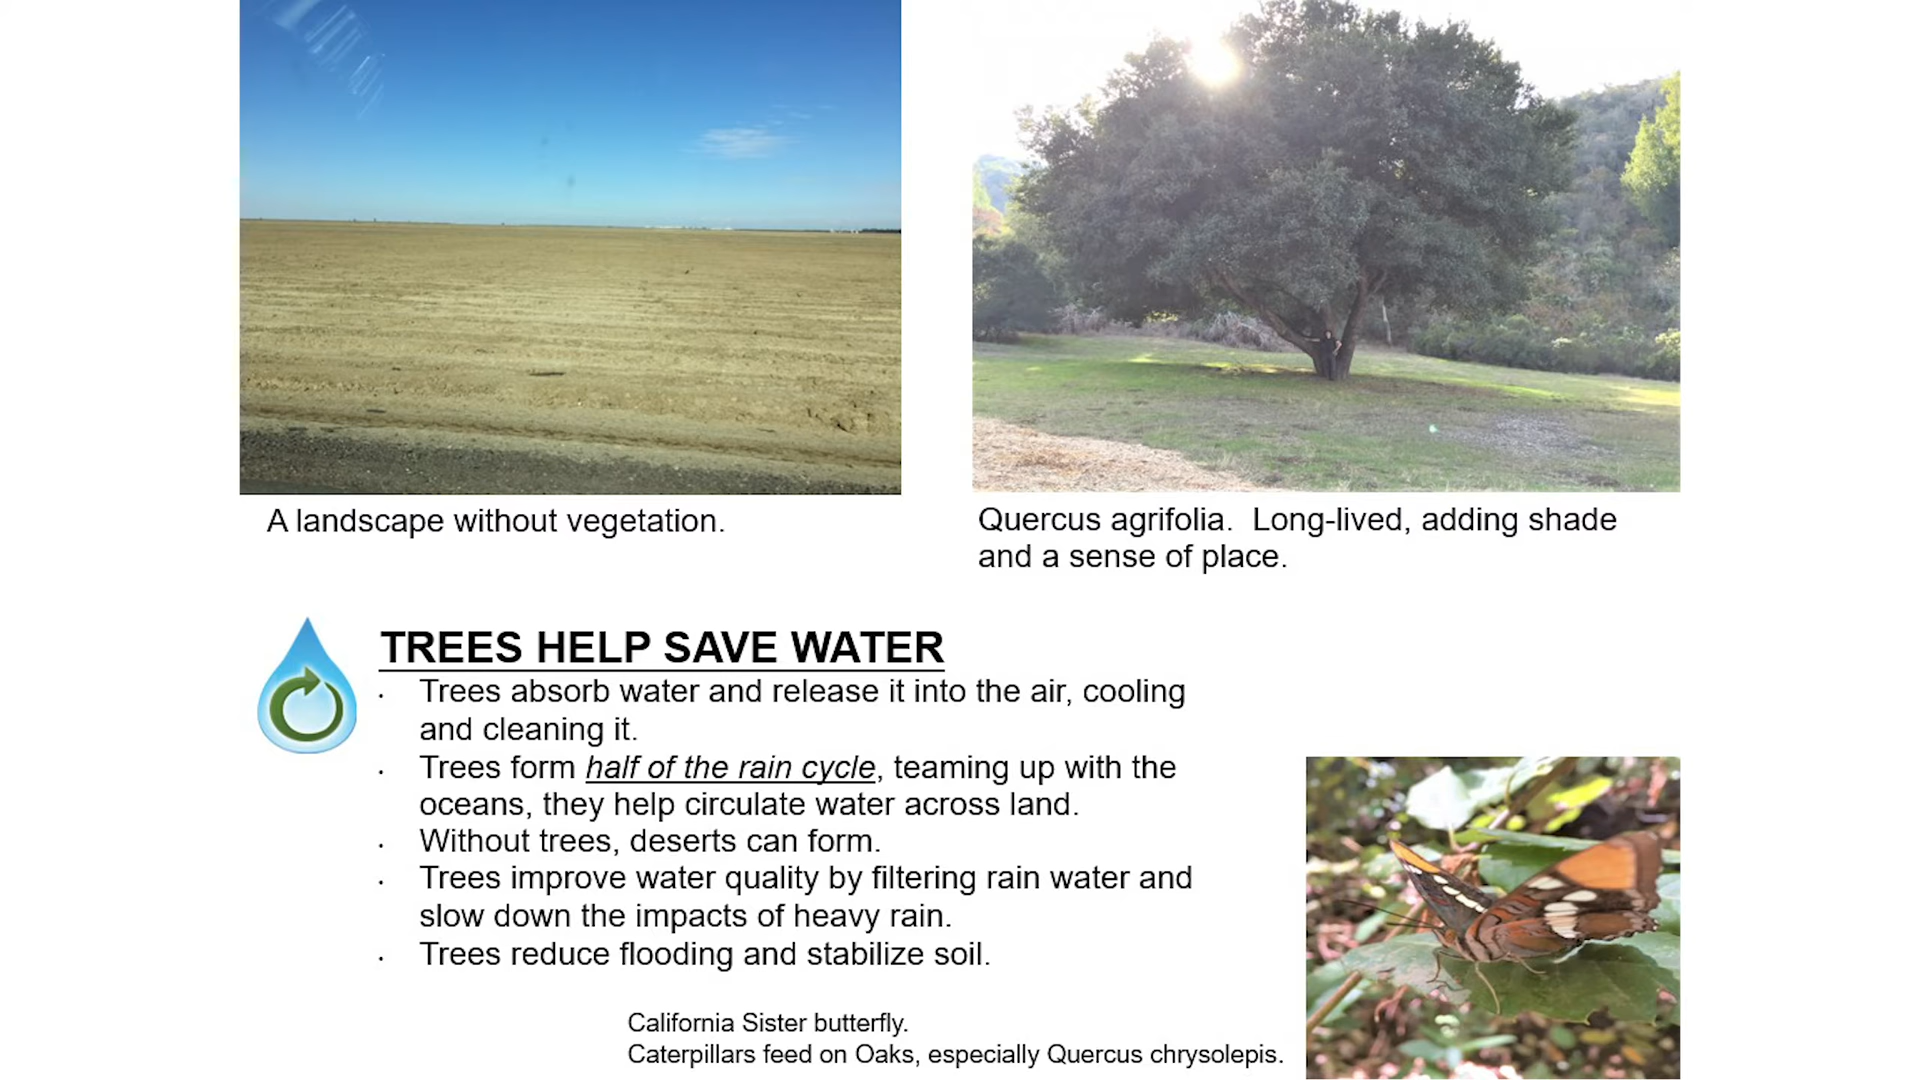 A landscape without vegetation.
Quercus agrifolia.  Long-lived, adding shade
and a sense of place.
TREES HELP SAVE WATER
· Trees absorb water and release it into the air, cooling
and cleaning it.
· Trees form half of the rain cycle, teaming up with the
oceans, they help circulate water across land.
· Without trees, deserts can form.
· Trees improve water quality by filtering rain water and
slow down the impacts of heavy rain.
· Trees reduce flooding and stabilize soil.
California Sister butterfly.
Caterpillars feed on Oaks, especially Quercus chrysolepis.